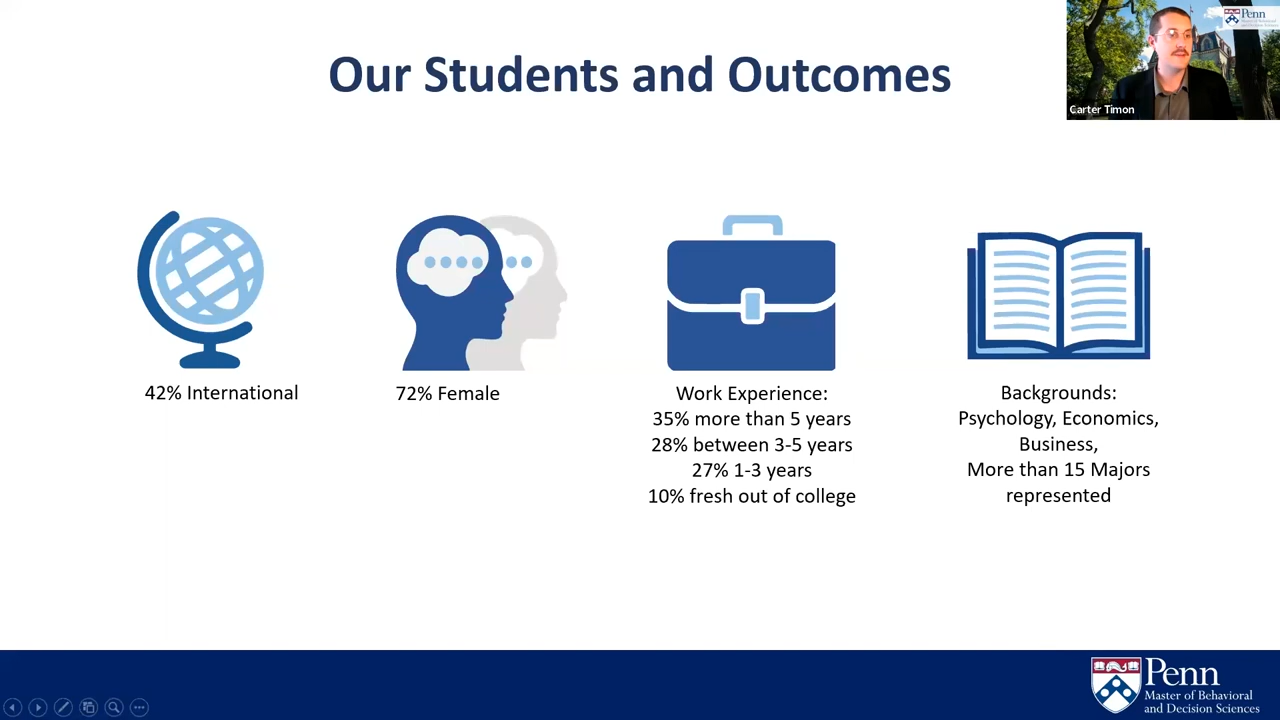 Our Students and Outcomes
Penn
Carter Timon
42% International
72% Female
Work Experience:
35% more than 5 years
28% between 3-5 years
27% 1-3 years
10% fresh out of college
Backgrounds:
Psychology, Economics,
Business,
More than 15 Majors
represented
Penn
Master of Behavioral
and Decision Sciences